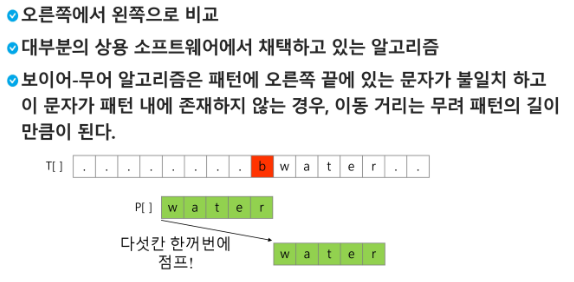 오른쪽에서 왼쪽으로 비교
대부분의 상용 소프트웨어에서 채택하고 있는 알고리즘
보이어-무어 알고리즘은 패턴에 오른쪽 끝에 있는 문자가 불일치 하고
이 문자가 패턴 내에 존재하지 않는 경우, 이동 거리는 무려 패턴의 길이
만큼이 된다.
T[ ] . . . . . . . . b w a t e r . .
P[ ] w a t e r
다섯칸 한꺼번에
점프!
w a t e r